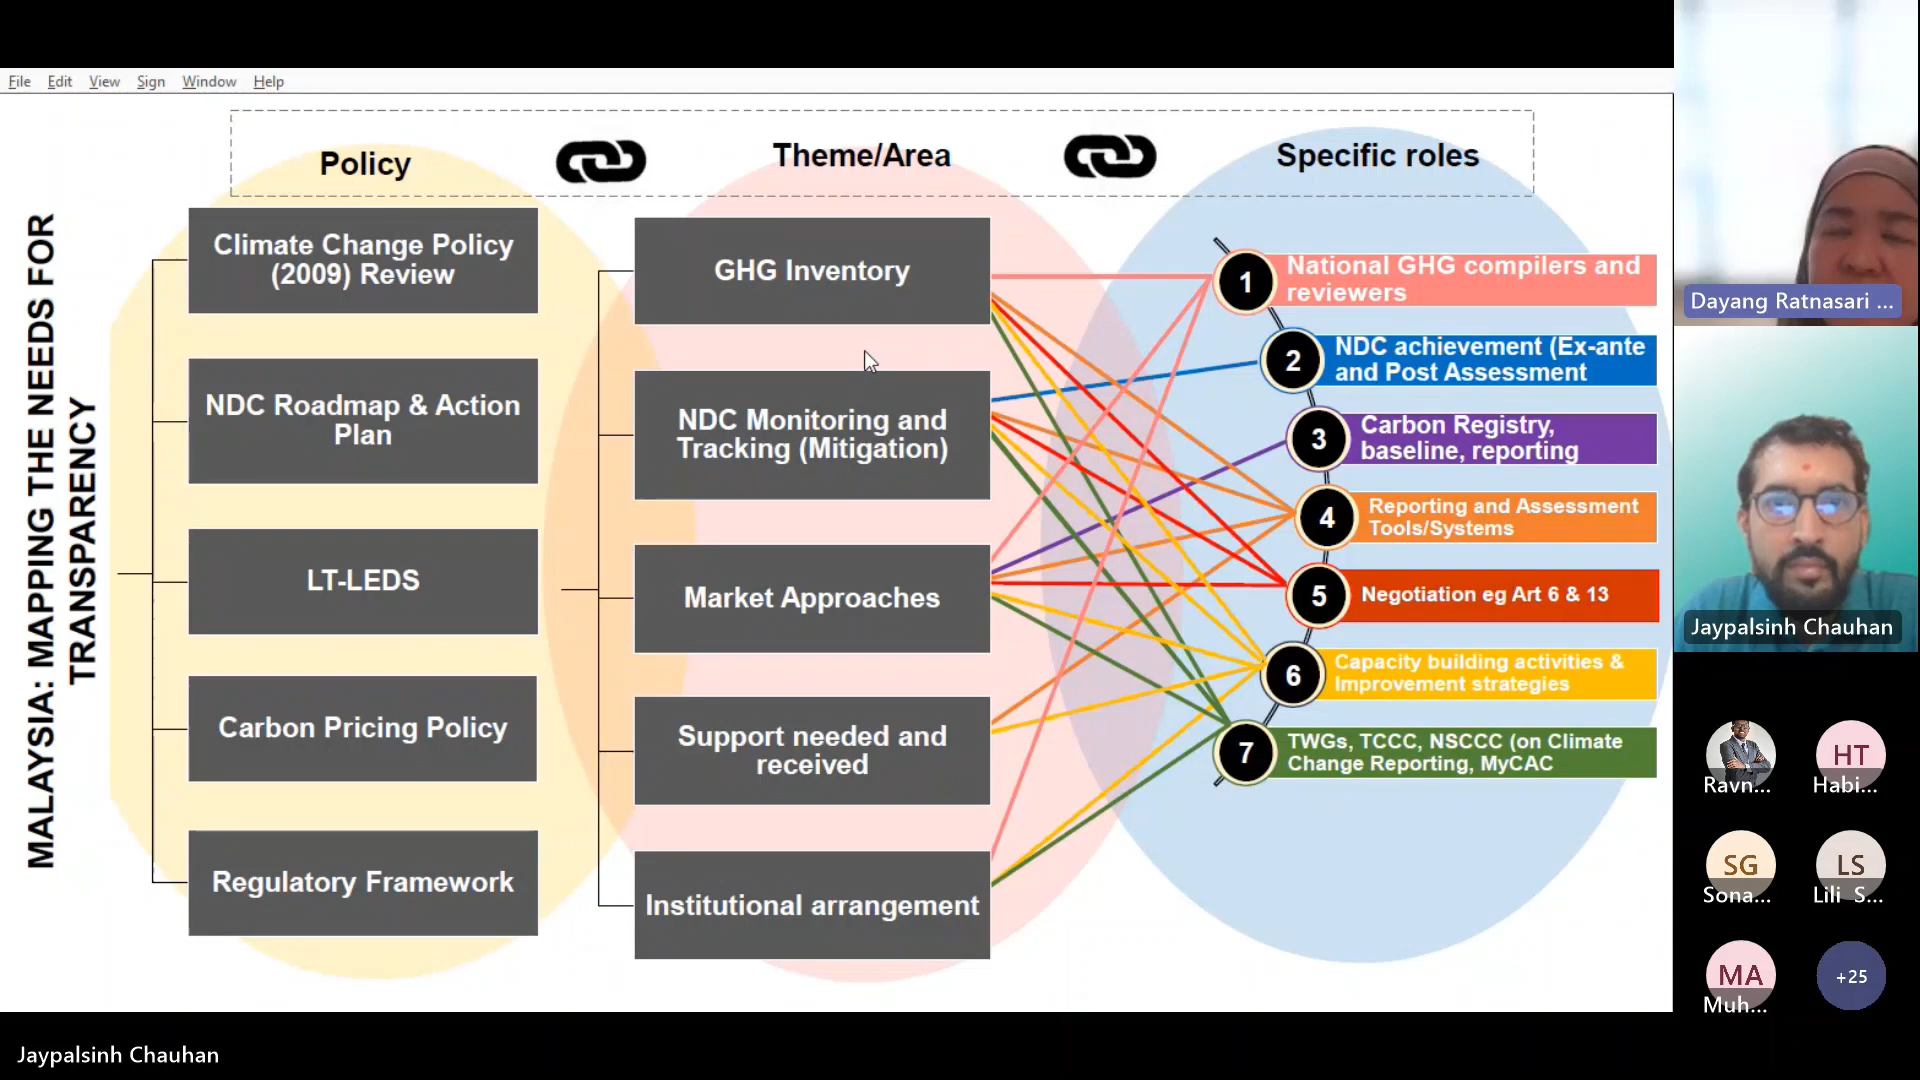 File Edit View Sign Window Help
MALAYSIA: MAPPING THE NEEDS FOR
TRANSPARENCY
Policy
Theme/Area
Specific roles
Climate Change Policy
(2009) Review
NDC Roadmap & Action
Plan
LT-LEDS
Carbon Pricing Policy
Regulatory Framework
GHG Inventory
NDC Monitoring and
Tracking (Mitigation)
Market Approaches
Support needed and
received
Institutional arrangement
1 National GHG compilers and
reviewers
2 NDC achievement (Ex-ante
and Post Assessment
3 Carbon Registry,
baseline, reporting
4 Reporting and Assessment
Tools/Systems
5 Negotiation eg Art 6 & 13
6 Capacity building activities &
Improvement strategies
7 TWGs, TCCC, NSCCC (on Climate
Change Reporting, MyCAC
Dayang Ratnasari ...
Jaypalsinh Chauhan
Ravn...
HT
Habi...
SG
Sona...
LS
Lili S...
MA
Muh...
+25
Jaypalsinh Chauhan